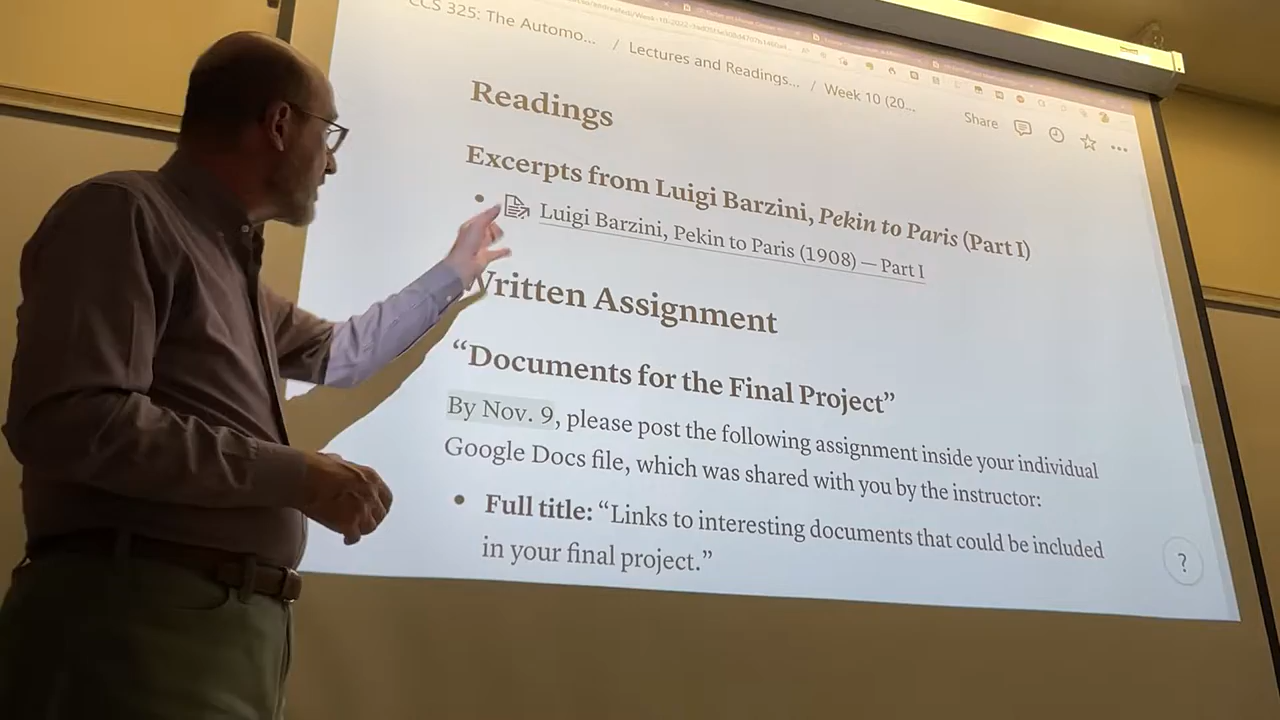 CCS 325: The Automo... / Lectures and Readings... / Week 10 (20...
Share
Readings
Excerpts from Luigi Barzini, Pekin to Paris (Part I)
• Luigi Barzini, Pekin to Paris (1908) — Part I
Written Assignment
“Documents for the Final Project”
By Nov. 9, please post the following assignment inside your individual
Google Docs file, which was shared with you by the instructor:
• Full title: “Links to interesting documents that could be included
in your final project.”
?